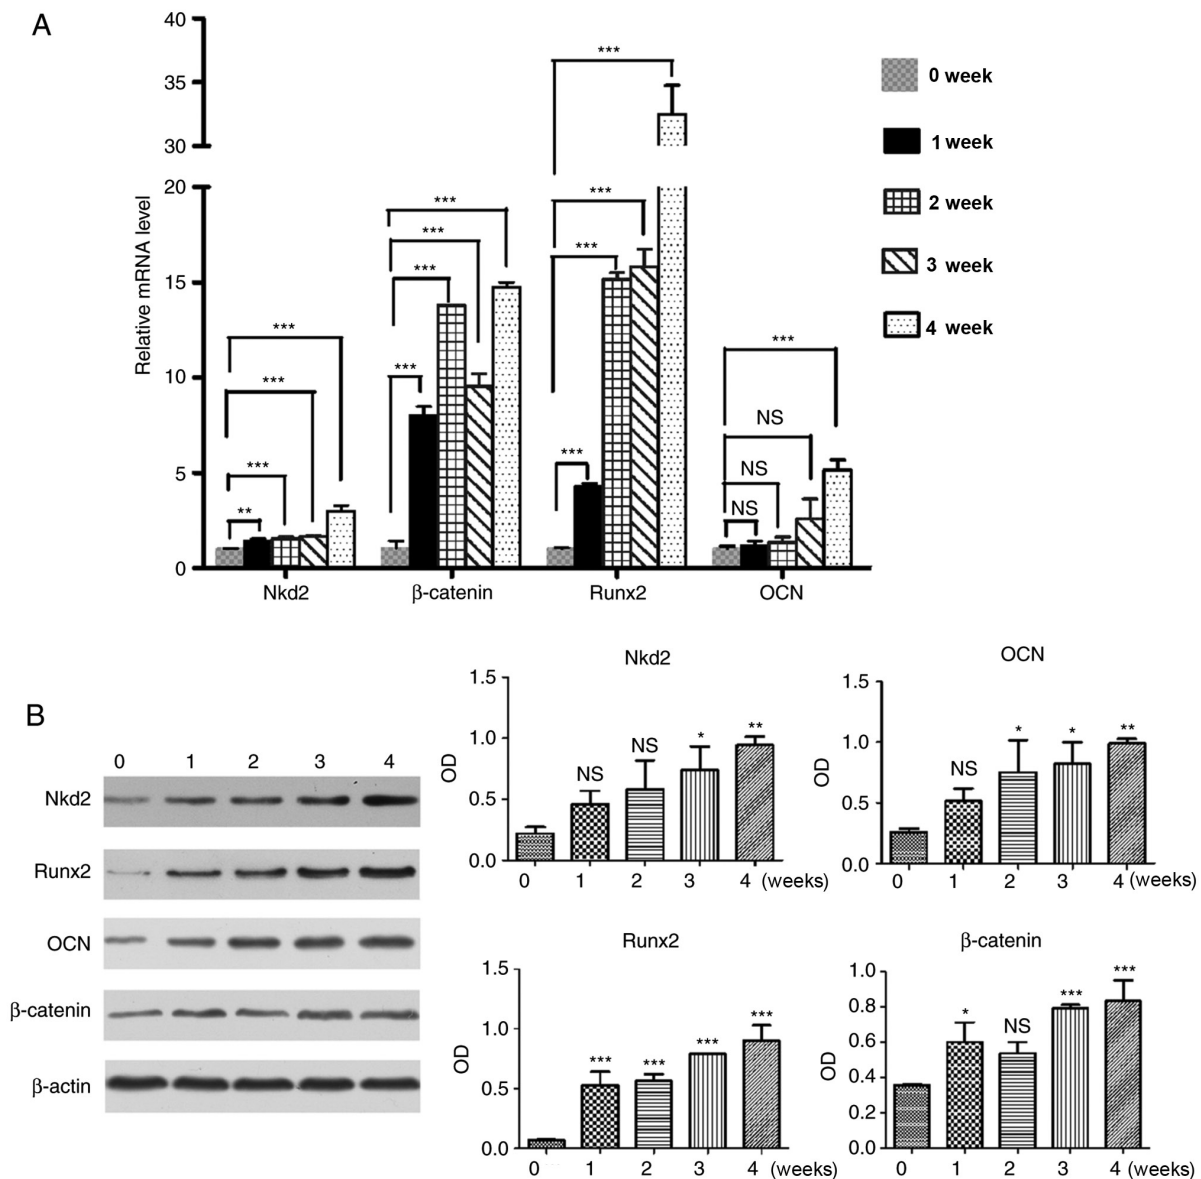 A
40
35
30
20
15
10
5
0
Relative mRNA level
***
***
***
**
***
***
***
***
***
***
***
***
***
NS
NS
NS
Nkd2 β-catenin Runx2 OCN
0 week
1 week
2 week
3 week
4 week
B
0 1 2 3 4
Nkd2
Runx2
OCN
β-catenin
β-actin
Nkd2
1.5
1.0
0.5
0.0
OD
NS NS * **
0 1 2 3 4 (weeks)
OCN
1.5
1.0
0.5
0.0
OD
NS * * **
0 1 2 3 4 (weeks)
Runx2
1.5
1.0
0.5
0.0
OD
*** *** *** ***
0 1 2 3 4 (weeks)
β-catenin
1.0
0.8
0.6
0.4
0.2
0.0
OD
* NS *** ***
0 1 2 3 4 (weeks)